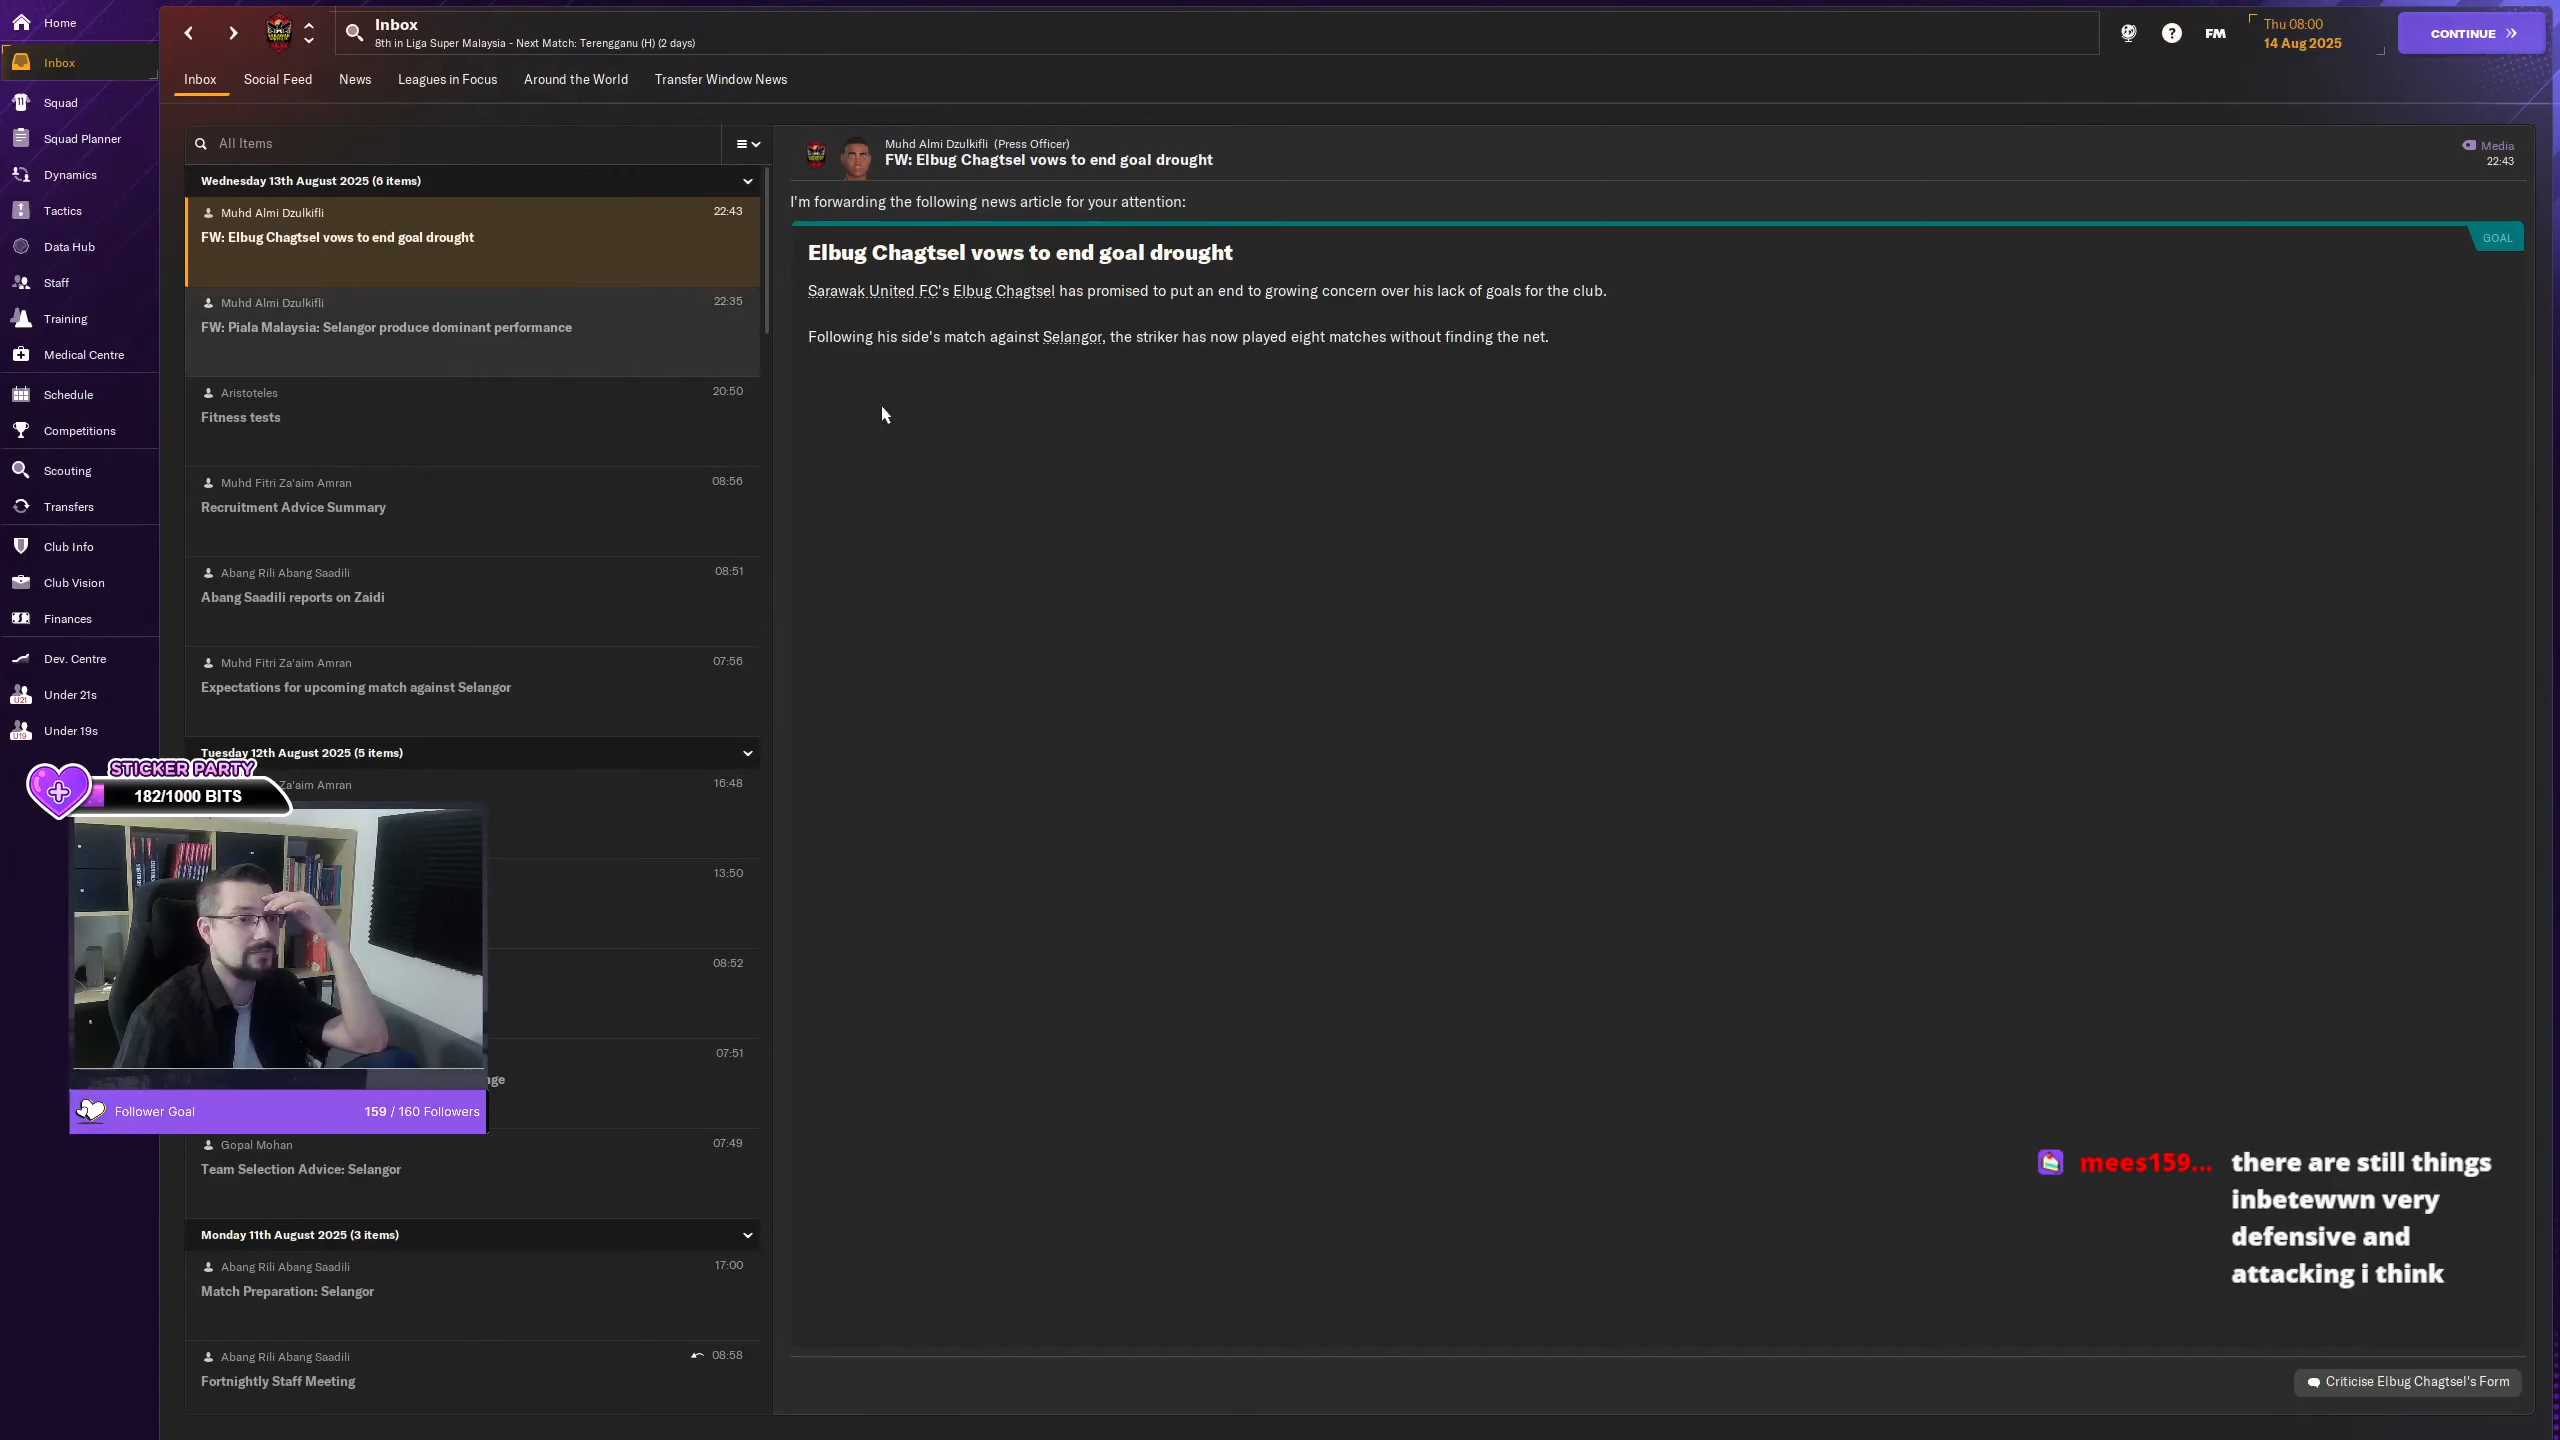 Home
Inbox
Squad
Squad Planner
Dynamics
Tactics
Data Hub
Staff
Training
Medical Centre
Schedule
Competitions
Scouting
Transfers
Club Info
Club Vision
Finances
Dev. Centre
U21
Under 21s
U19
Under 19s
Inbox
8th in Liga Super Malaysia - Next Match: Terengganu (H) (2 days)
FM
Thu 08:00
14 Aug 2025
CONTINUE
Inbox Social Feed News Leagues in Focus Around the World Transfer Window News
All Items
Wednesday 13th August 2025 (6 items)
Muhd Almi Dzulkifli 22:43
FW: Elbug Chagtsel vows to end goal drought
Muhd Almi Dzulkifli 22:35
FW: Piala Malaysia: Selangor produce dominant performance
Aristoteles 20:50
Fitness tests
Muhd Fitri Za'aim Amran 08:56
Recruitment Advice Summary
Abang Rili Abang Saadili 08:51
Abang Saadili reports on Zaidi
Muhd Fitri Za'aim Amran 07:56
Expectations for upcoming match against Selangor
Tuesday 12th August 2025 (5 items)
Za'aim Amran 16:48
13:50
08:52
07:51
nge
Gopal Mohan 07:49
Team Selection Advice: Selangor
Monday 11th August 2025 (3 items)
Abang Rili Abang Saadili 17:00
Match Preparation: Selangor
Abang Rili Abang Saadili 08:58
Fortnightly Staff Meeting
Muhd Almi Dzulkifli (Press Officer)
FW: Elbug Chagtsel vows to end goal drought
Media
22:43
I'm forwarding the following news article for your attention:
GOAL
Elbug Chagtsel vows to end goal drought
Sarawak United FC's Elbug Chagtsel has promised to put an end to growing concern over his lack of goals for the club.
Following his side's match against Selangor, the striker has now played eight matches without finding the net.
Criticise Elbug Chagtsel's Form
STICKER PARTY
182/1000 BITS
Follower Goal 159 / 160 Followers
mees159... there are still things
inbetewwn very
defensive and
attacking i think